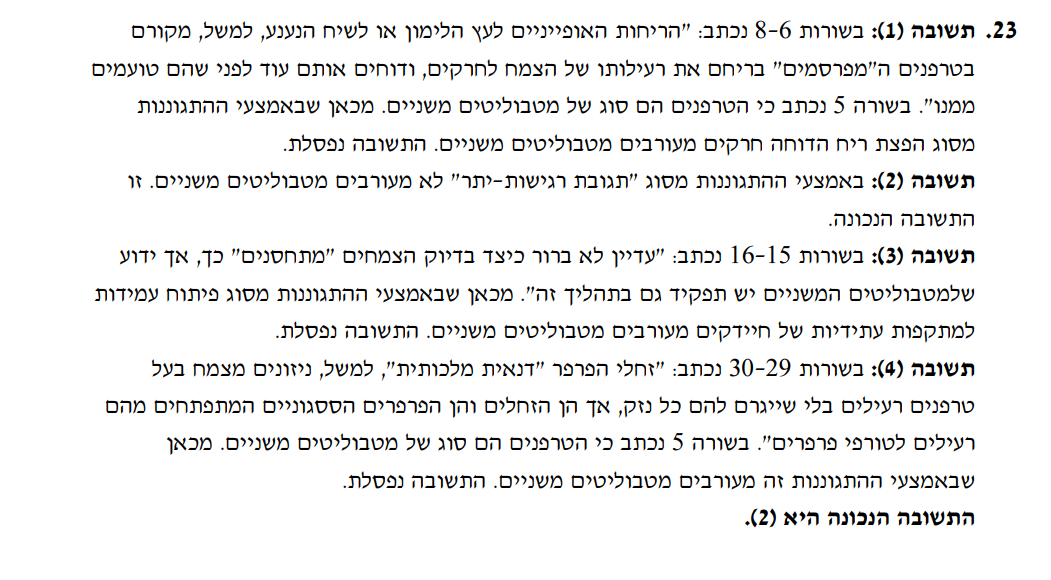 23. תשובה (1): בשורות 8-6 נכתב: "הריחות האופייניים לעץ הלימון או לשיח הנענע, למשל, מקורם
בטרפנים ה"מפרסמים" בריחם את רעילותו של הצמח לחרקים, ודוחים אותם עוד לפני שהם טועמים
ממנו". בשורה 5 נכתב כי הטרפנים הם סוג של מטבוליטים משניים. מכאן שבאמצעי ההתגוננות
מסוג הפצת ריח הדוחה חרקים מעורבים מטבוליטים משניים. התשובה נפסלת.
תשובה (2): באמצעי ההתגוננות מסוג "תגובת רגישות-יתר" לא מעורבים מטבוליטים משניים. זו
התשובה הנכונה.
תשובה (3): בשורות 16-15 נכתב: "עדיין לא ברור כיצד בדיוק הצמחים "מתחסנים" כך, אך ידוע
שלמטבוליטים המשניים יש תפקיד גם בתהליך זה". מכאן שבאמצעי ההתגוננות מסוג פיתוח עמידות
למתקפות עתידיות של חיידקים מעורבים מטבוליטים משניים. התשובה נפסלת.
תשובה (4): בשורות 30-29 נכתב: "זחלי הפרפר "דנאית מלכותית", למשל, ניזונים מצמח בעל
טרפנים רעילים בלי שייגרם להם כל נזק, אך הן הזחלים והן הפרפרים הססגוניים המתפתחים מהם
רעילים לטורפי פרפרים". בשורה 5 נכתב כי הטרפנים הם סוג של מטבוליטים משניים. מכאן
שבאמצעי ההתגוננות זה מעורבים מטבוליטים משניים. התשובה נפסלת.
התשובה הנכונה היא (2).